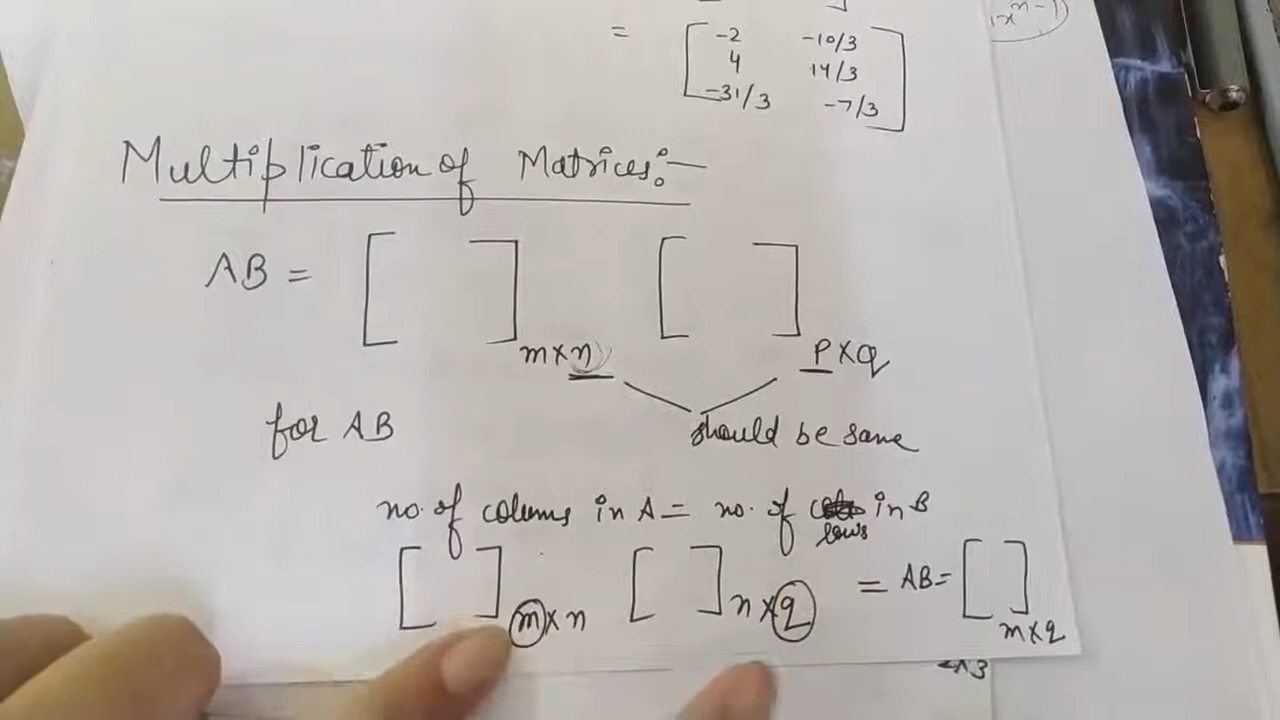 x^n-1
= [ -2 -10/3
4 14/3
-31/3 -7/3 ]
Multiplication of Matrices:-
AB = [ ]m×n [ ]p×q
for AB should be same
no. of colums in A = no. of in B
rows
[ ]m×n [ ]n×q = AB = [ ]m×q